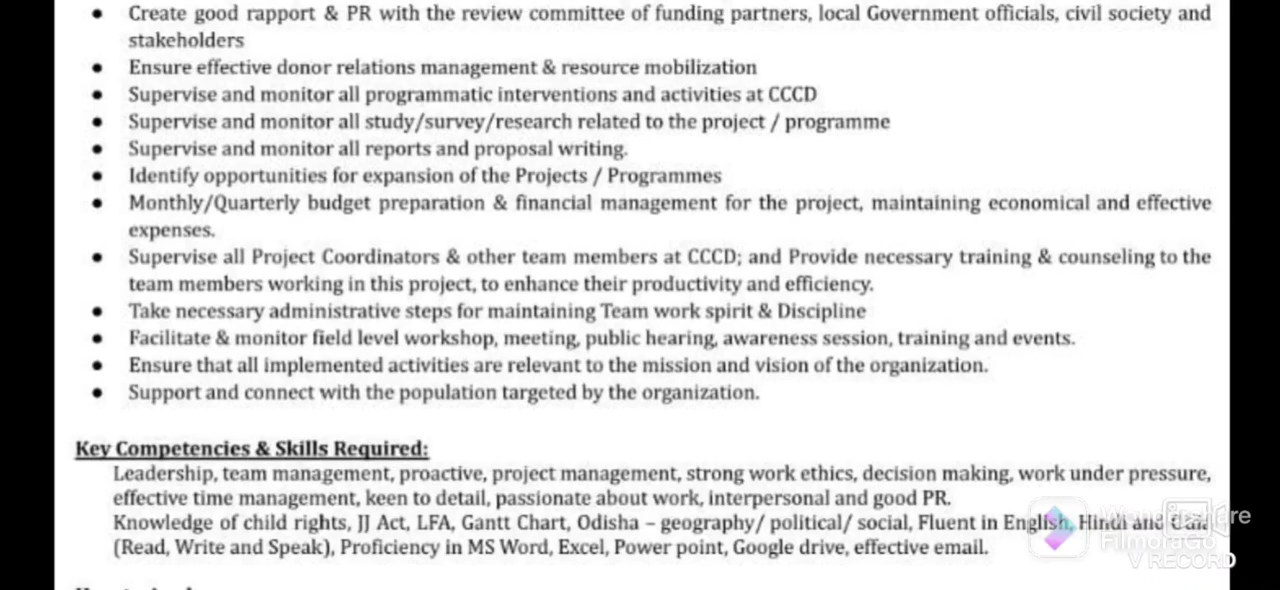 ● Create good rapport & PR with the review committee of funding partners, local Government officials, civil society and
stakeholders
● Ensure effective donor relations management & resource mobilization
● Supervise and monitor all programmatic interventions and activities at CCCD
● Supervise and monitor all study/survey/research related to the project / programme
● Supervise and monitor all reports and proposal writing.
● Identify opportunities for expansion of the Projects / Programmes
● Monthly/Quarterly budget preparation & financial management for the project, maintaining economical and effective
expenses.
● Supervise all Project Coordinators & other team members at CCCD; and Provide necessary training & counseling to the
team members working in this project, to enhance their productivity and efficiency.
● Take necessary administrative steps for maintaining Team work spirit & Discipline
● Facilitate & monitor field level workshop, meeting, public hearing, awareness session, training and events.
● Ensure that all implemented activities are relevant to the mission and vision of the organization.
● Support and connect with the population targeted by the organization.
Key Competencies & Skills Required:
Leadership, team management, proactive, project management, strong work ethics, decision making, work under pressure,
effective time management, keen to detail, passionate about work, interpersonal and good PR.
Knowledge of child rights, JJ Act, LFA, Gantt Chart, Odisha – geography/ political/ social, Fluent in English, Hindi and
(Read, Write and Speak), Proficiency in MS Word, Excel, Power point, Google drive, effective email.
Wondershare
FilmoraGo
V RECORD